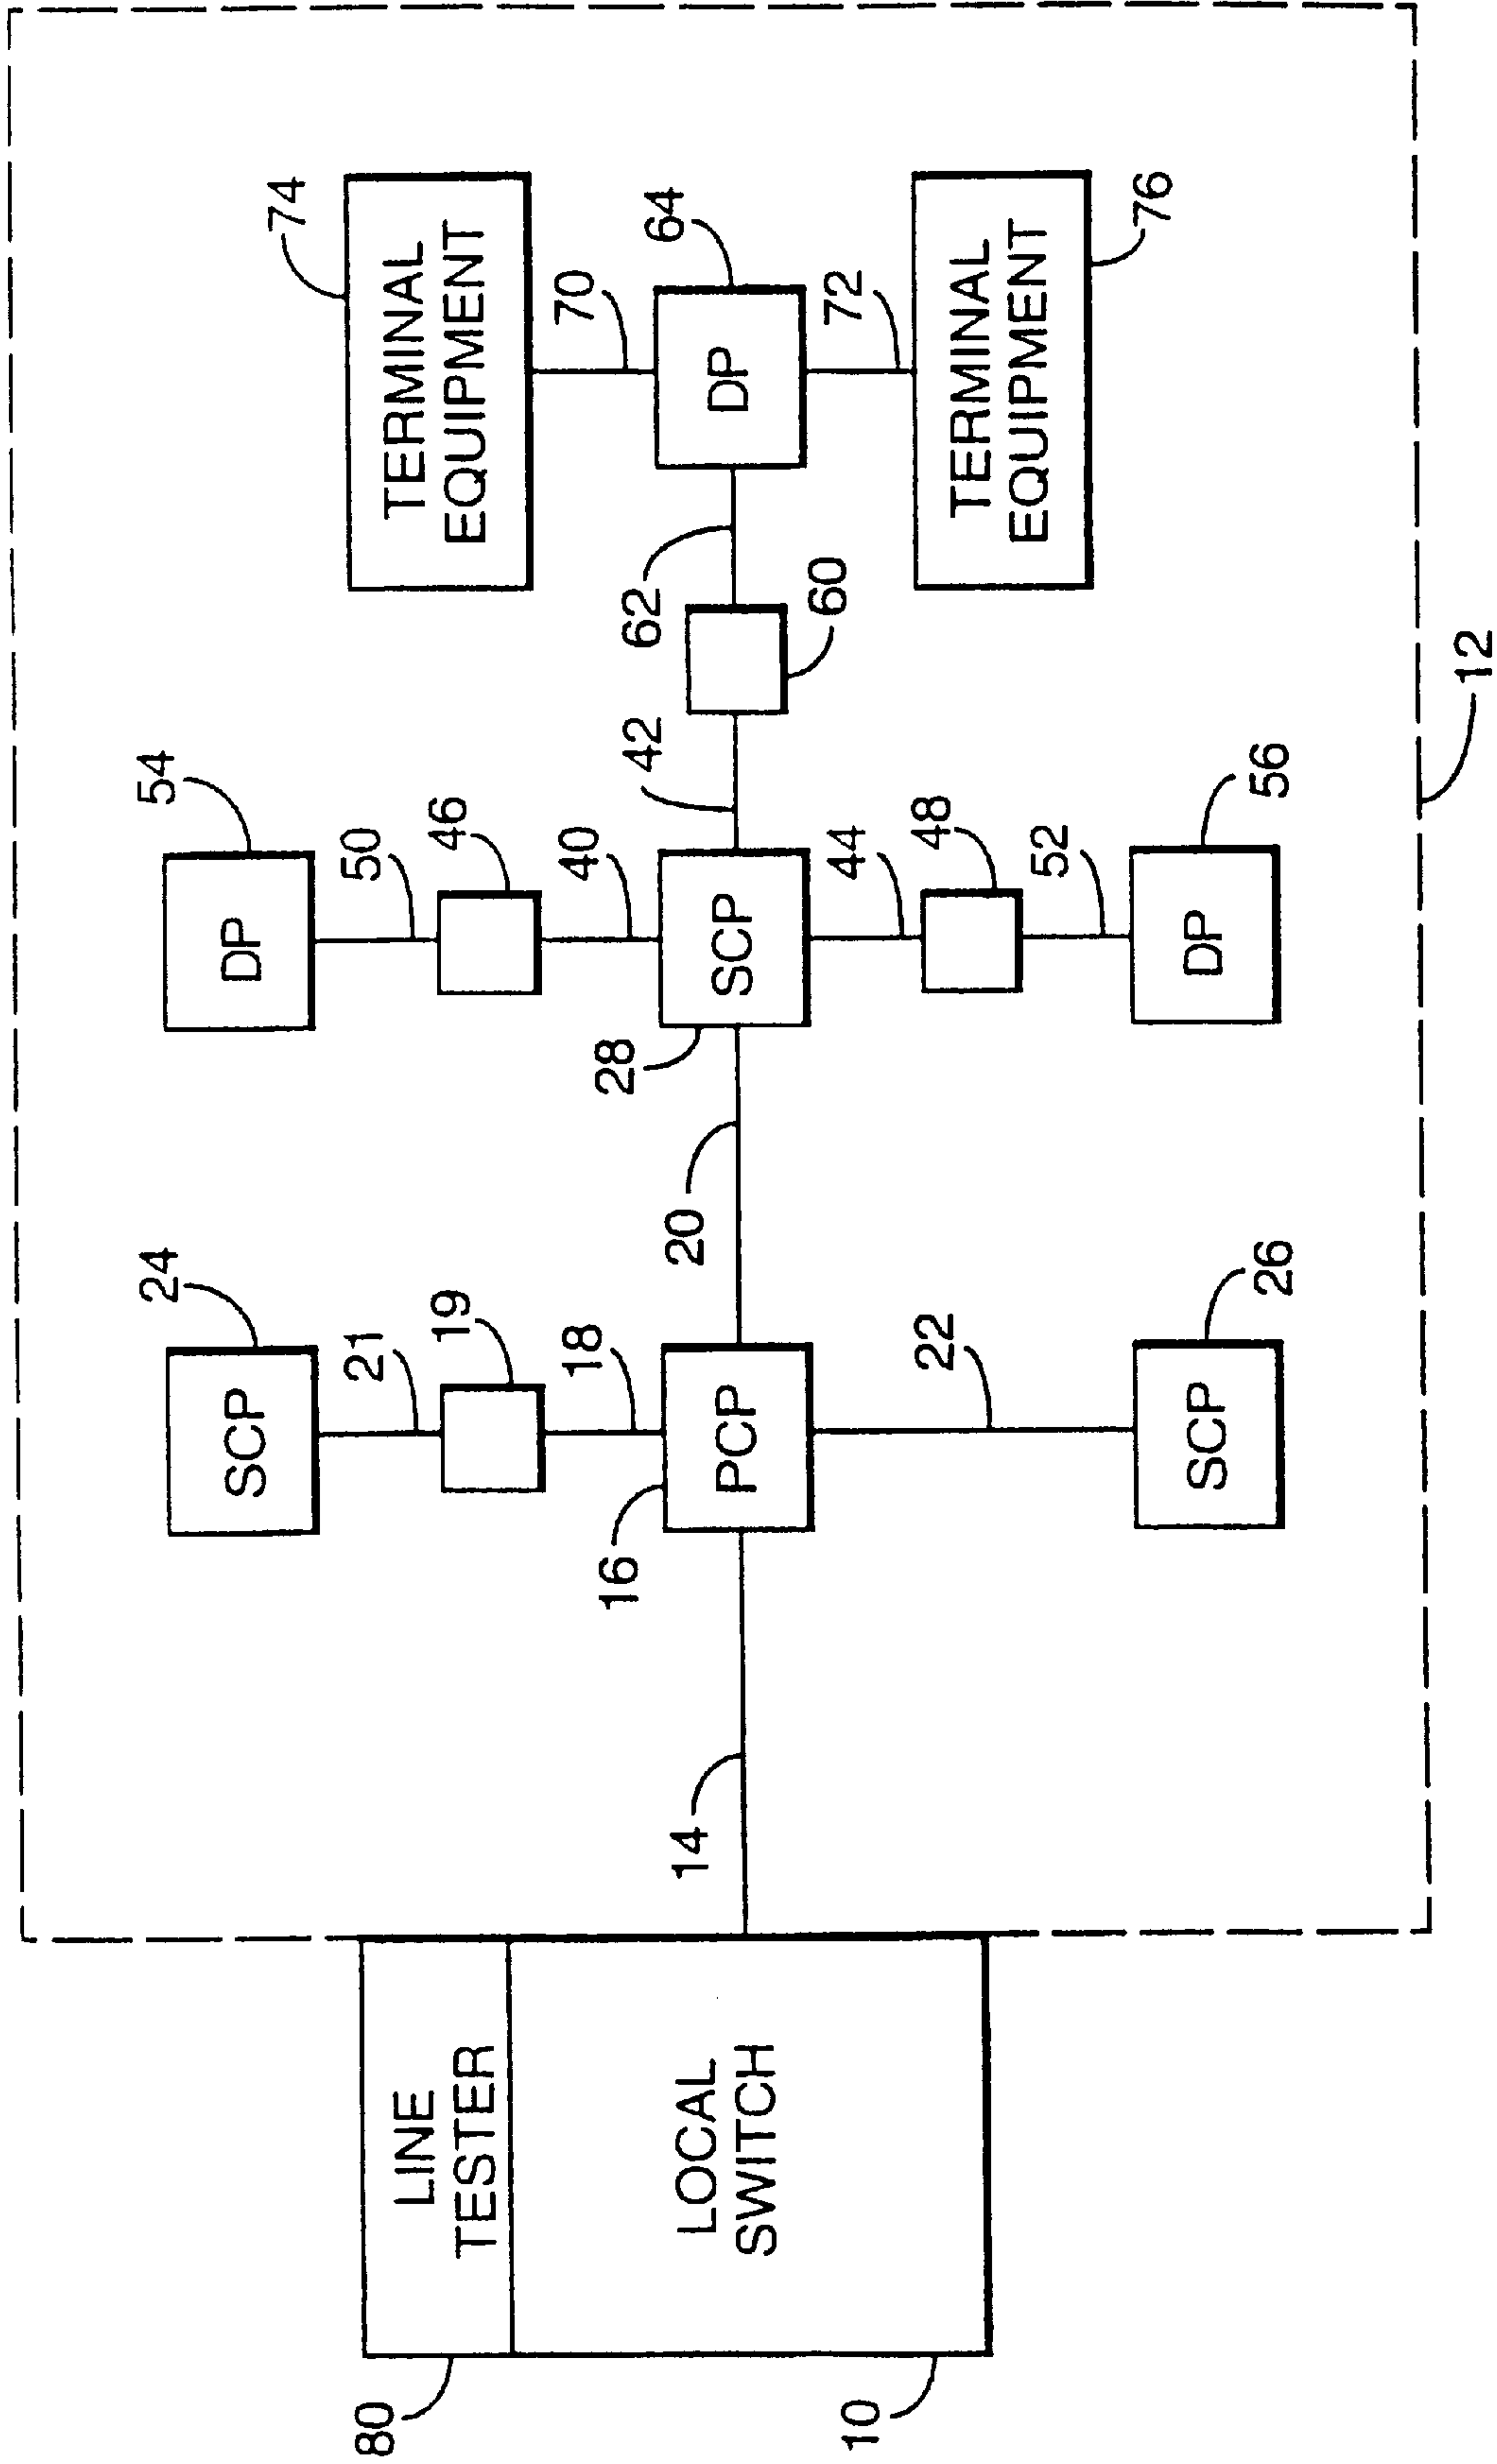 74
TERMINAL
EQUIPMENT
70
64
DP
72
TERMINAL
EQUIPMENT
76
62
60
42
54
DP
50
46
40
28
SCP
44
48
52
DP
56
12
20
24
SCP
21
19
18
16
PCP
22
SCP
26
14
LINE
TESTER
80
LOCAL
SWITCH
10